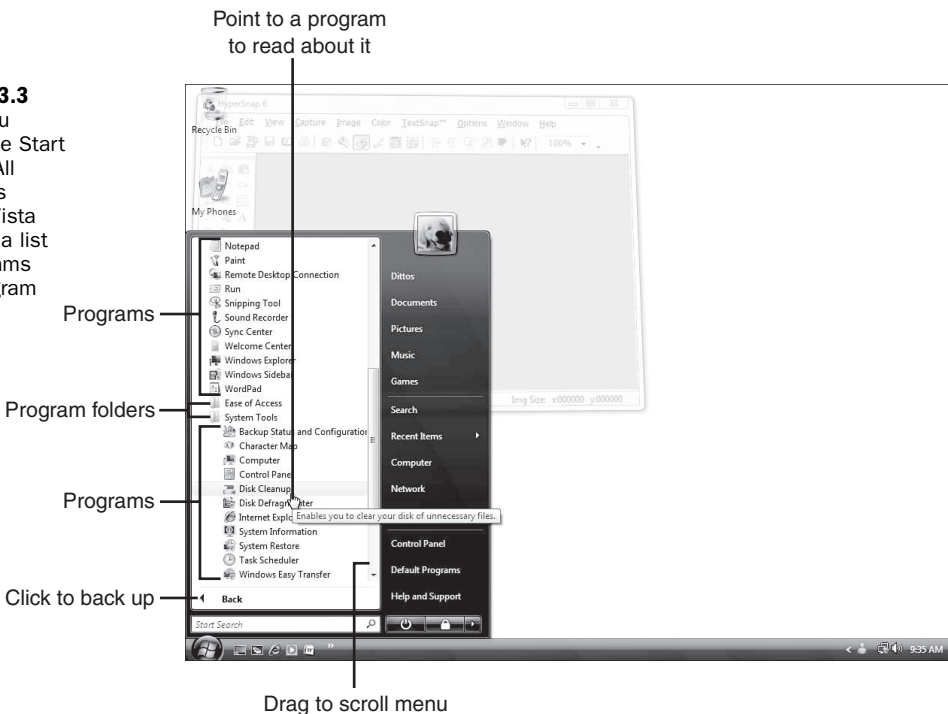 Point to a program
to read about it
3.3
u
e Start
All
s
Vista
a list
ams
gram
HyperSnap 6
File Edit View Capture Image Color TextSnap™ Options Window Help
Recycle Bin
100%
My Phones
Notepad
Paint
Remote Desktop Connection
Run
Snipping Tool
Sound Recorder
Sync Center
Welcome Center
Windows Explorer
Windows Sidebar
WordPad
Ease of Access
System Tools
Backup Status and Configuration
Character Map
Computer
Control Panel
Disk Cleanup
Disk Defragmenter
Internet Explo
Enables you to clear your disk of unnecessary files.
System Information
System Restore
Task Scheduler
Windows Easy Transfer
Back
Start Search
Dittos
Documents
Pictures
Music
Games
Search
Recent Items
Computer
Network
Control Panel
Default Programs
Help and Support
Img Size: x:000000 y:000000
Programs
Program folders
Programs
Click to back up
9:35 AM
Drag to scroll menu